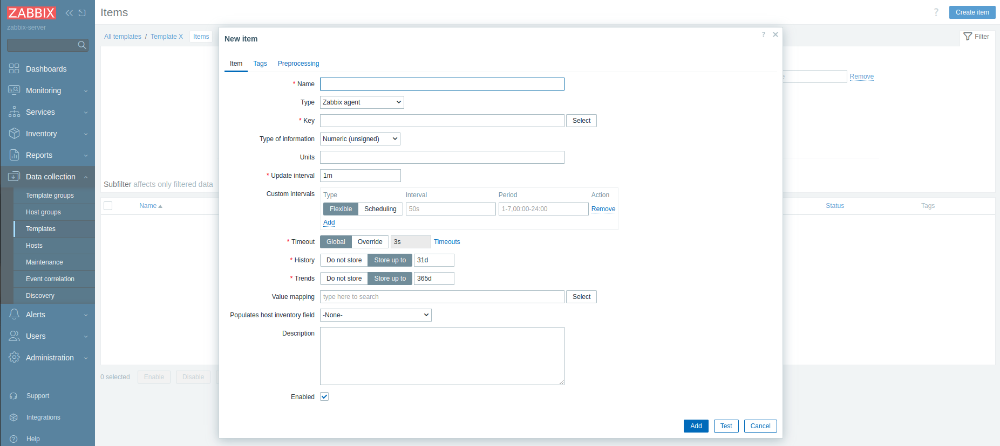 ZABBIX
zabbix-server
Dashboards
Monitoring
Services
Inventory
Reports
Data collection
Template groups
Host groups
Templates
Hosts
Maintenance
Event correlation
Discovery
Alerts
Users
Administration
Support
Integrations
Help
Items
? Create item
All templates / Template X Items
Filter
Remove
Subfilter affects only filtered data
Name Status Tags
0 selected Enable Disable
New item
?
Item Tags Preprocessing
* Name
Type Zabbix agent
* Key Select
Type of information Numeric (unsigned)
Units
* Update interval 1m
Custom intervals Type Interval Period Action
Flexible Scheduling 50s 1-7,00:00-24:00 Remove
Add
* Timeout Global Override 3s Timeouts
* History Do not store Store up to 31d
* Trends Do not store Store up to 365d
Value mapping type here to search Select
Populates host inventory field -None-
Description
Enabled
Add Test Cancel